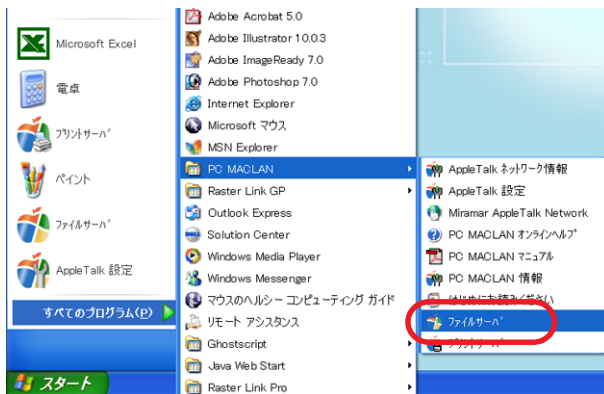 Microsoft Excel
電卓
プリントサーバ
ペイント
ファイルサーバ
AppleTalk 設定
すべてのプログラム(P)
スタート
Adobe Acrobat 5.0
Adobe Illustrator 10.0.3
Adobe ImageReady 7.0
Adobe Photoshop 7.0
Internet Explorer
Microsoft マウス
MSN Explorer
PC MACLAN
Raster Link GP
Outlook Express
Solution Center
Windows Media Player
Windows Messenger
マウスのヘルシー コンピューティング ガイド
リモート アシスタンス
Ghostscript
Java Web Start
Raster Link Pro
AppleTalk ネットワーク情報
AppleTalk 設定
Miramar AppleTalk Network
PC MACLAN オンラインヘルプ
PC MACLAN マニュアル
PC MACLAN 情報
はじめにお読みください
ファイルサーバ
プリントサーバ